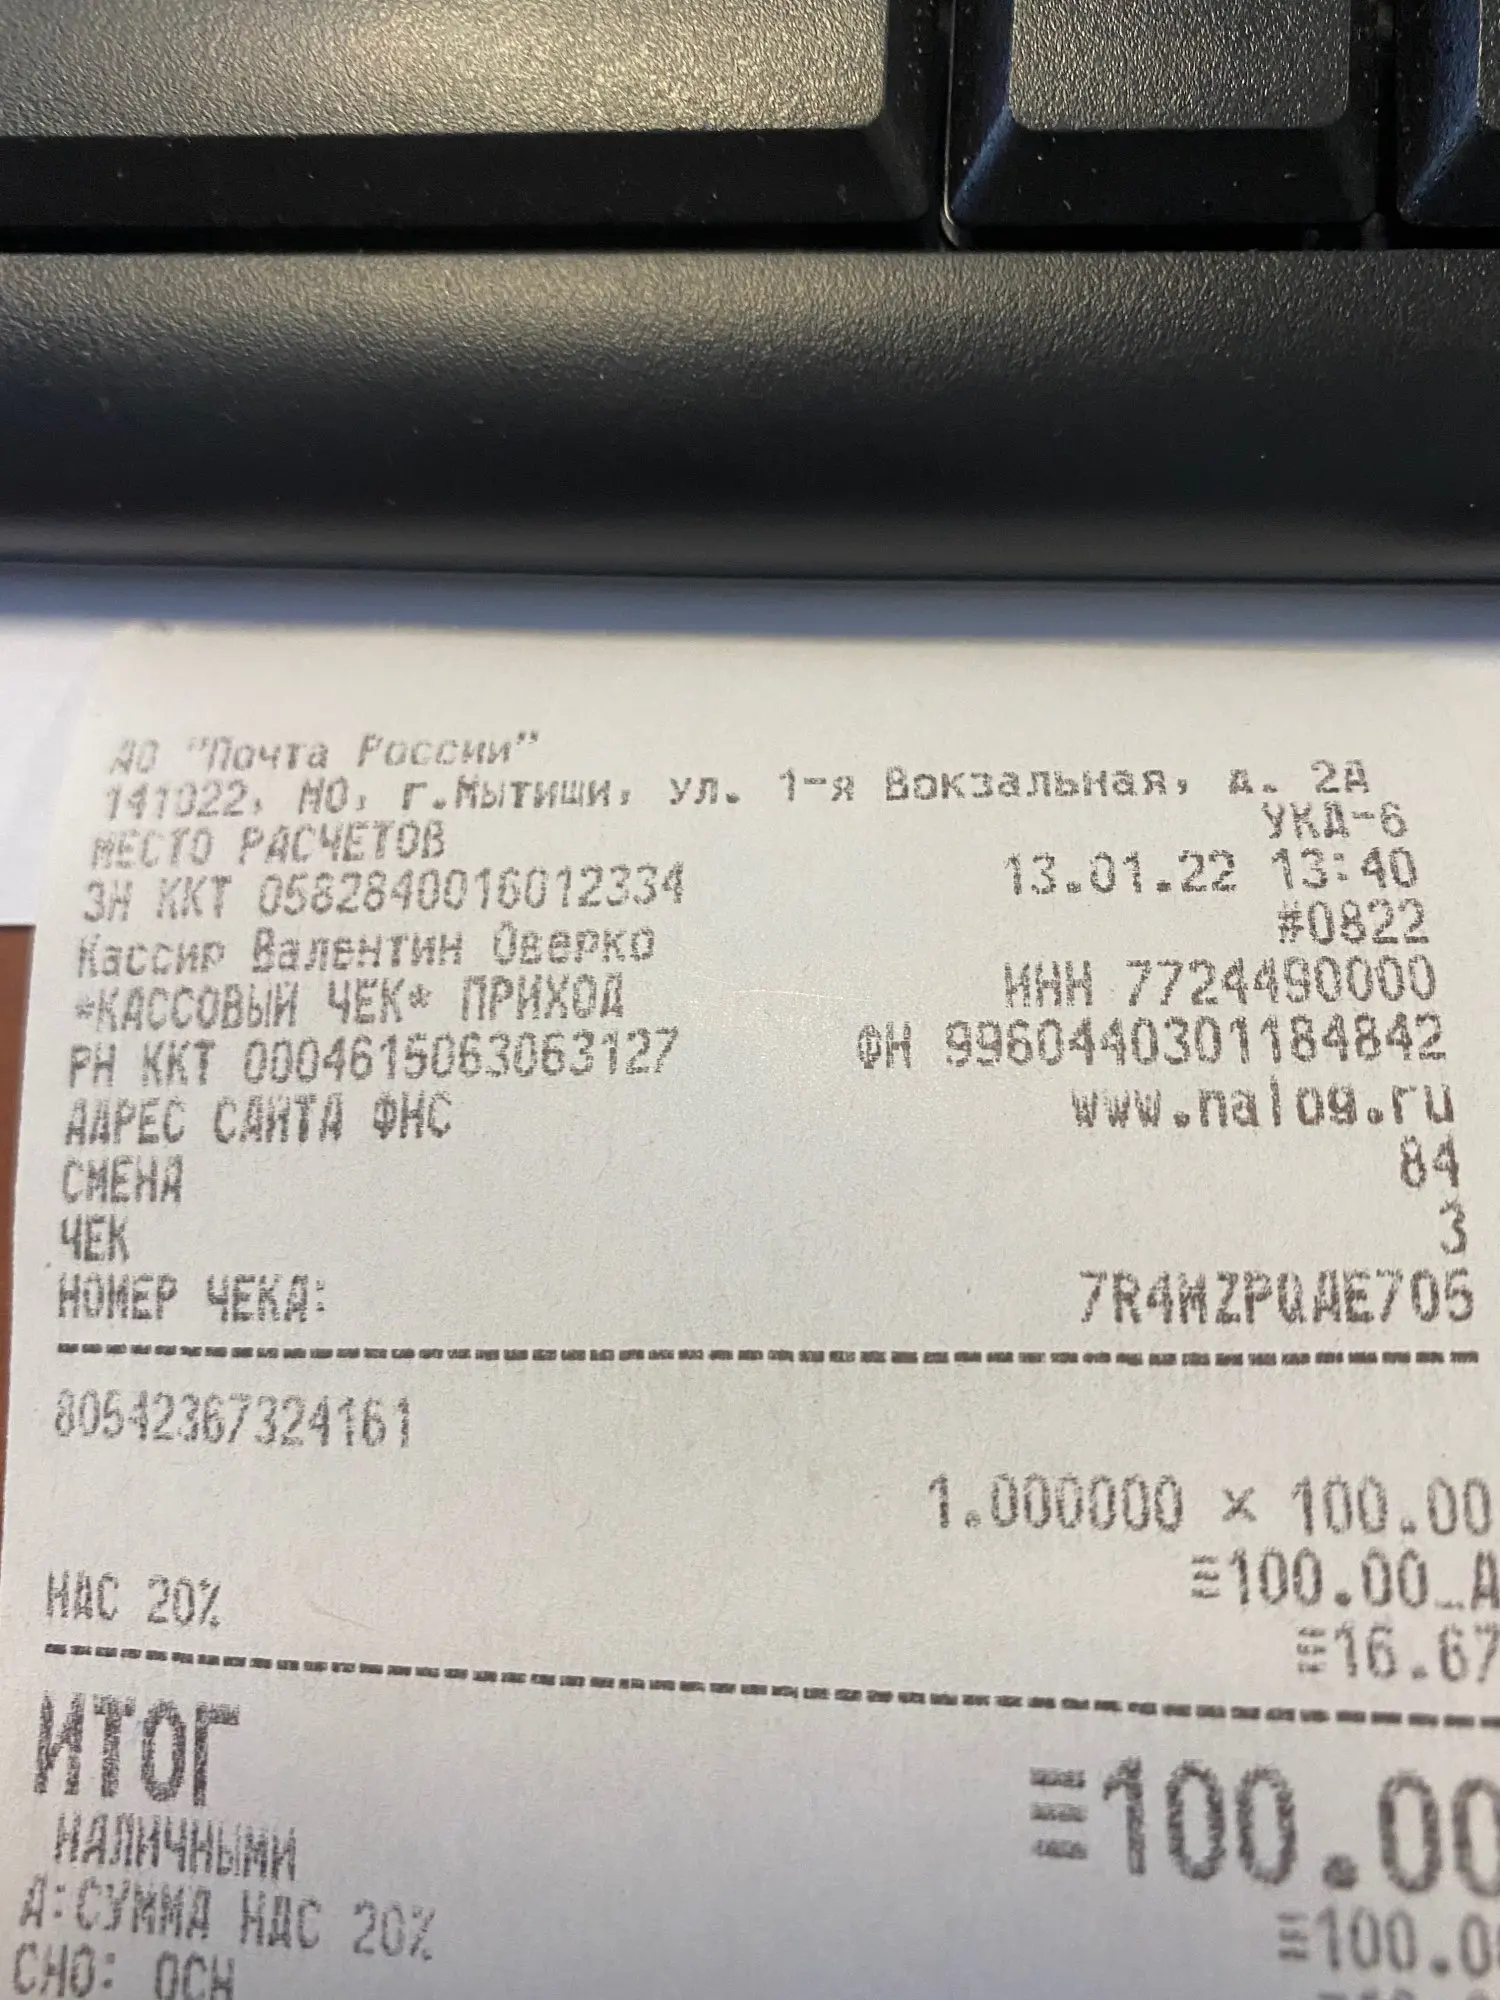 АО "Почта России"
141022, МО, г.Мытищи, ул. 1-я Вокзальная, д. 2А
МЕСТО РАСЧЕТОВ УКД-6
ЗН ККТ 0582840016012334 13.01.22 13:40
Кассир Валентин Оверко #0822
*КАССОВЫЙ ЧЕК* ПРИХОД ИНН 7724490000
РН ККТ 0004615063063127 ФН 9960440301184842
АДРЕС САЙТА ФНС www.nalog.ru
СМЕНА 84
ЧЕК 3
НОМЕР ЧЕКА: 7R4MZPQAE705
80542367324161
1.000000 × 100.00
≡100.00_А
НДС 20% ≡16.67
ИТОГ ≡100.00
НАЛИЧНЫМИ ≡100.0
А:СУММА НДС 20%
СНО: ОСН